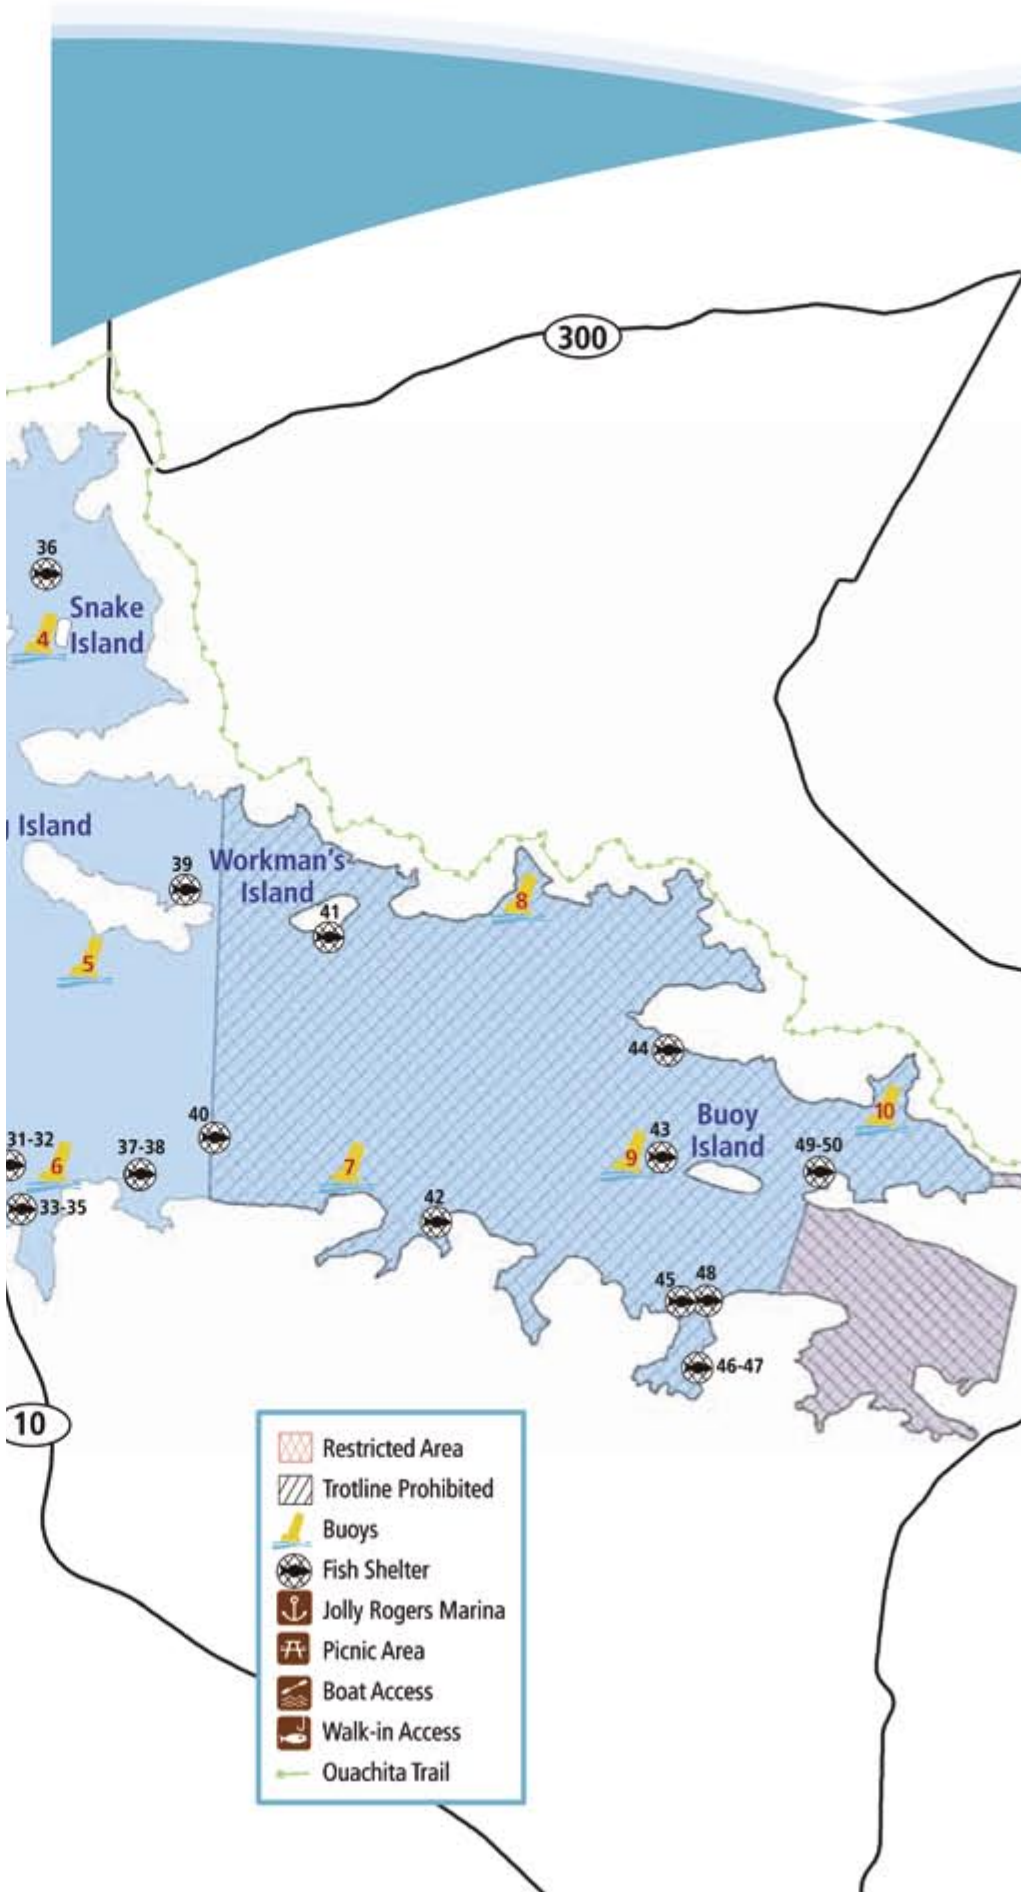 300
36
Snake
Island
4
Island
39
Workman's
Island
41
8
5
44
10
Buoy
Island
40
43
49-50
31-32
37-38
6
7
9
33-35
42
45
48
46-47
10
Restricted Area
Trotline Prohibited
Buoys
Fish Shelter
Jolly Rogers Marina
Picnic Area
Boat Access
Walk-in Access
Ouachita Trail